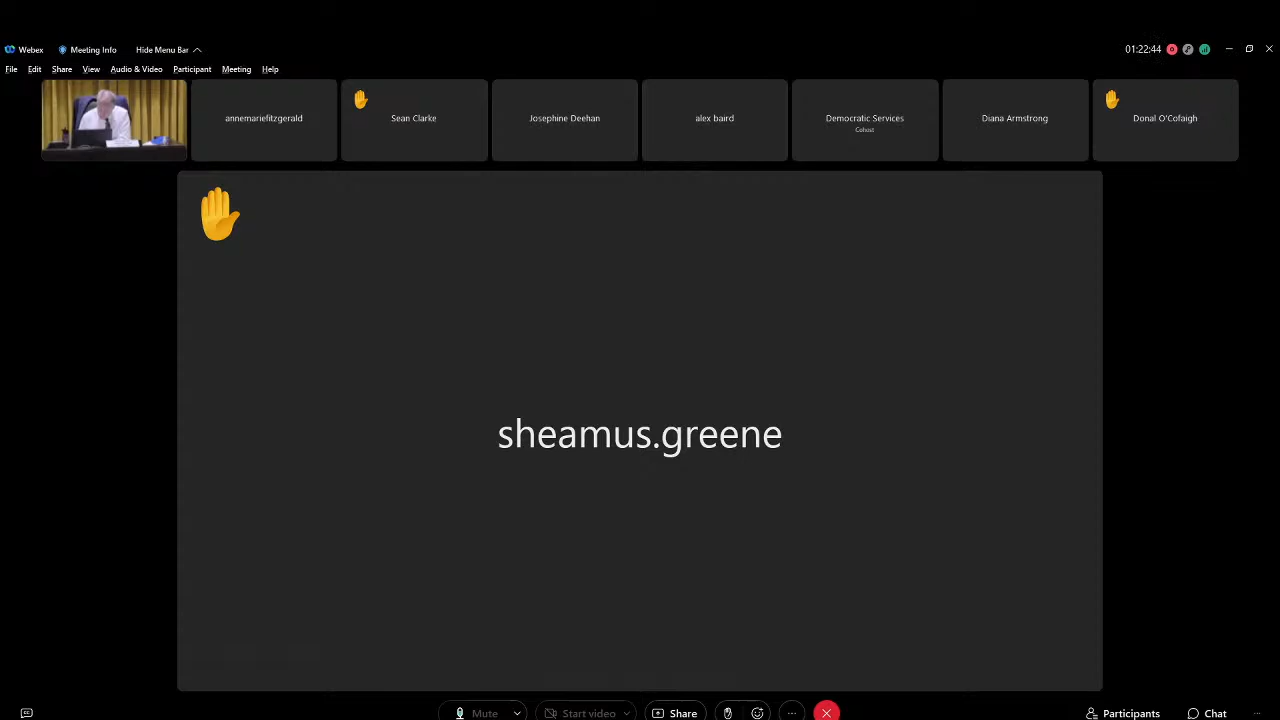 Webex Meeting Info Hide Menu Bar 01:22:44
File Edit Share View Audio & Video Participant Meeting Help
annemariefitzgerald
Sean Clarke
Josephine Deehan
alex baird
Democratic Services
Cohost
Diana Armstrong
Donal O'Cofaigh
sheamus.greene
Mute Start video Share Participants Chat